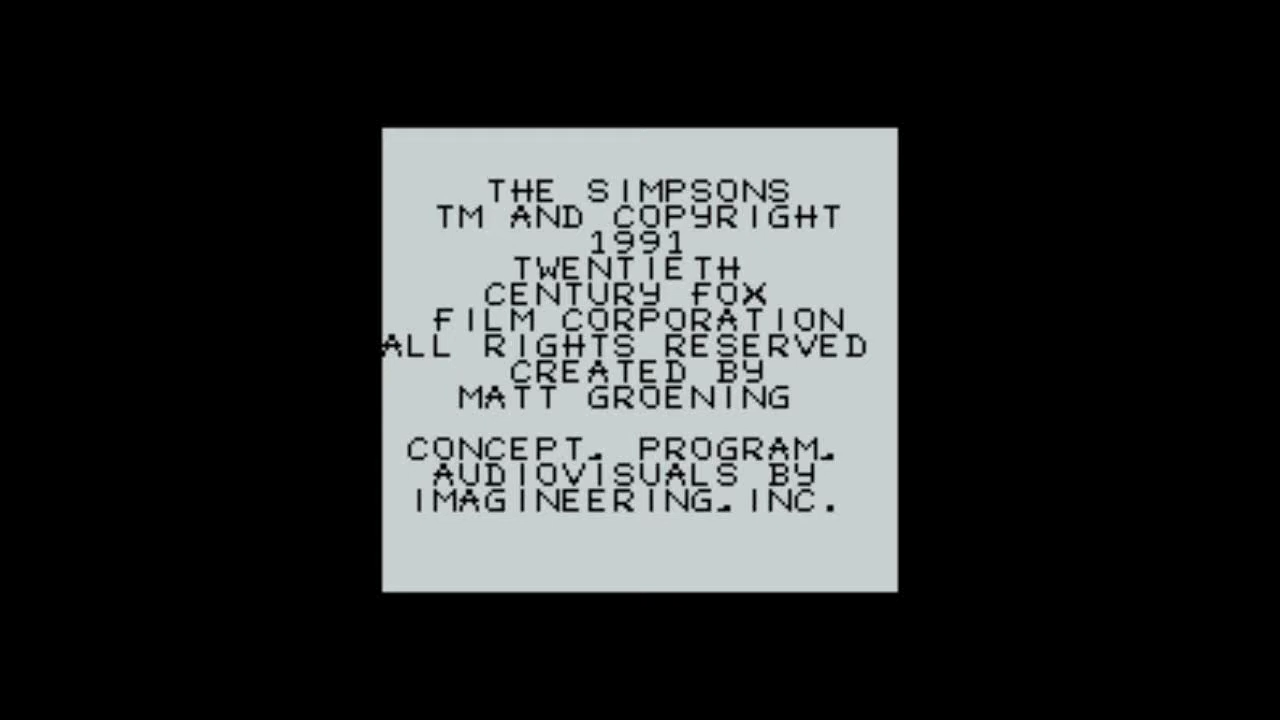 THE SIMPSONS
TM AND COPYRIGHT
1991
TWENTIETH
CENTURY FOX
FILM CORPORATION
ALL RIGHTS RESERVED
CREATED BY
MATT GROENING
CONCEPT, PROGRAM,
AUDIOVISUALS BY
IMAGINEERING,INC.